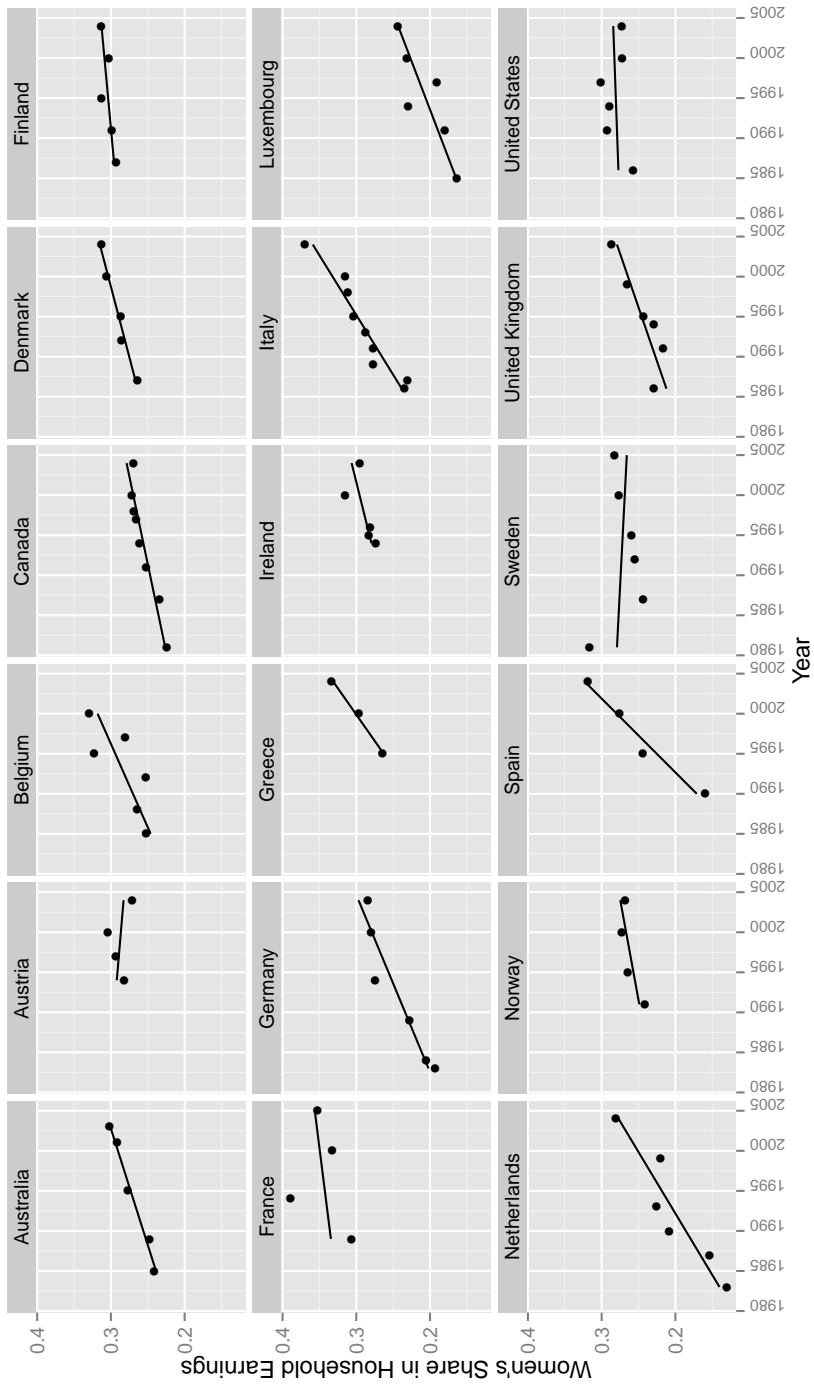 Women's Share in Household Earnings
Australia
Austria
Belgium
Canada
Denmark
Finland
0.4
0.3
0.2
France
Germany
Greece
Ireland
Italy
Luxembourg
0.4
0.3
0.2
Netherlands
Norway
Spain
Sweden
United Kingdom
United States
0.4
0.3
0.2
1980 1985 1990 1995 2000 2005
1980 1985 1990 1995 2000 2005
1980 1985 1990 1995 2000 2005
1980 1985 1990 1995 2000 2005
1980 1985 1990 1995 2000 2005
1980 1985 1990 1995 2000 2005
Year